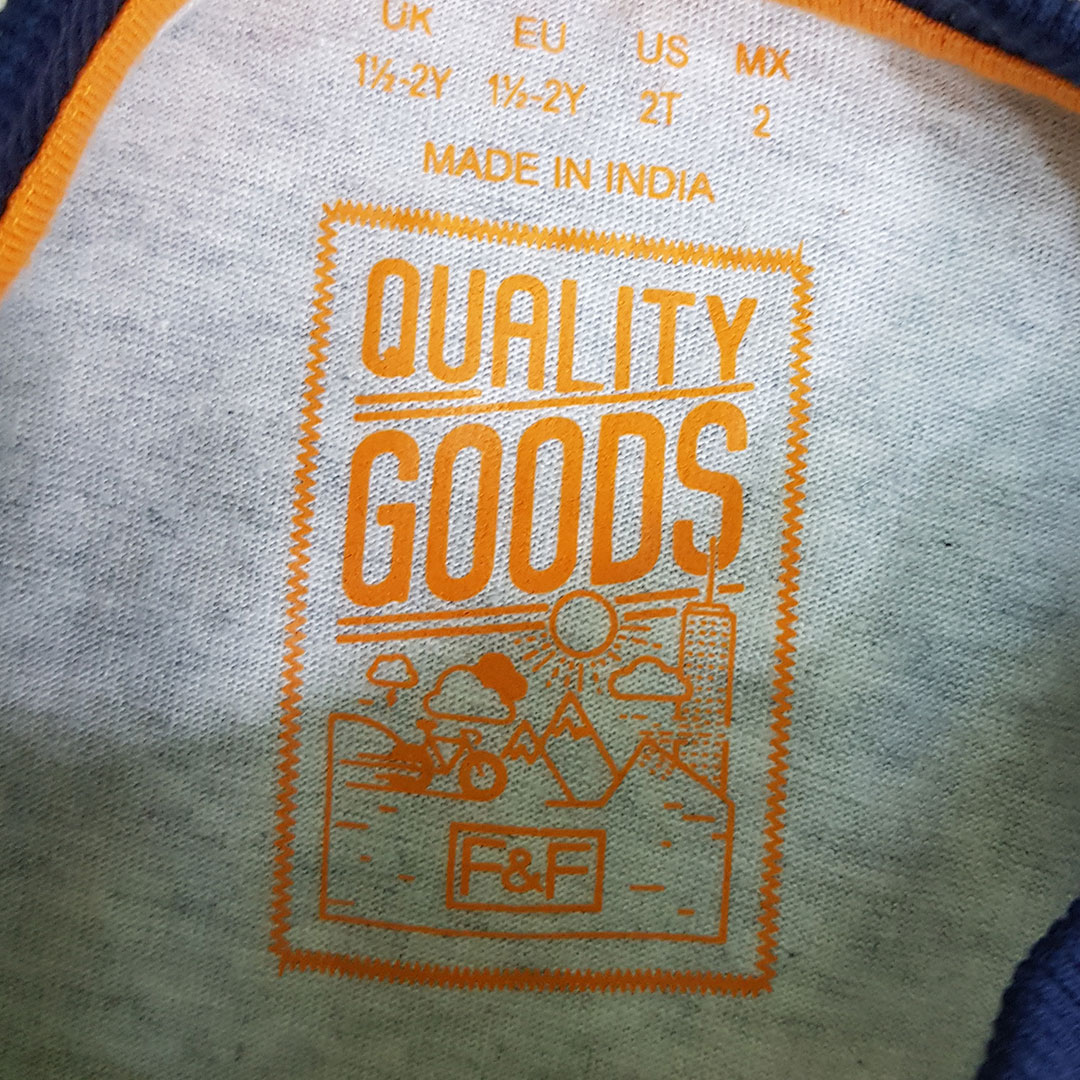 UK EU US MX
1½-2Y 1½-2Y 2T 2
MADE IN INDIA
QUALITY
GOODS
F&F